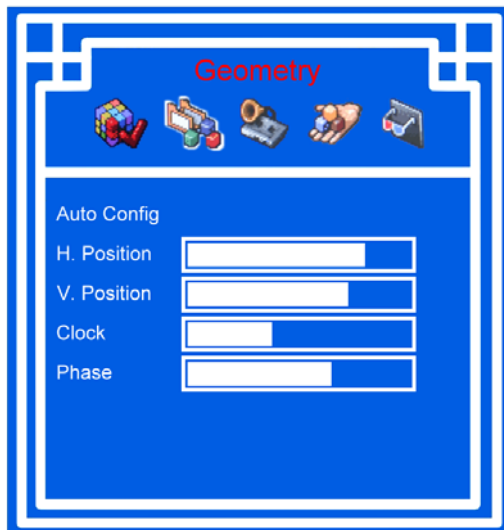 Geometry
Auto Config
H. Position
V. Position
Clock
Phase